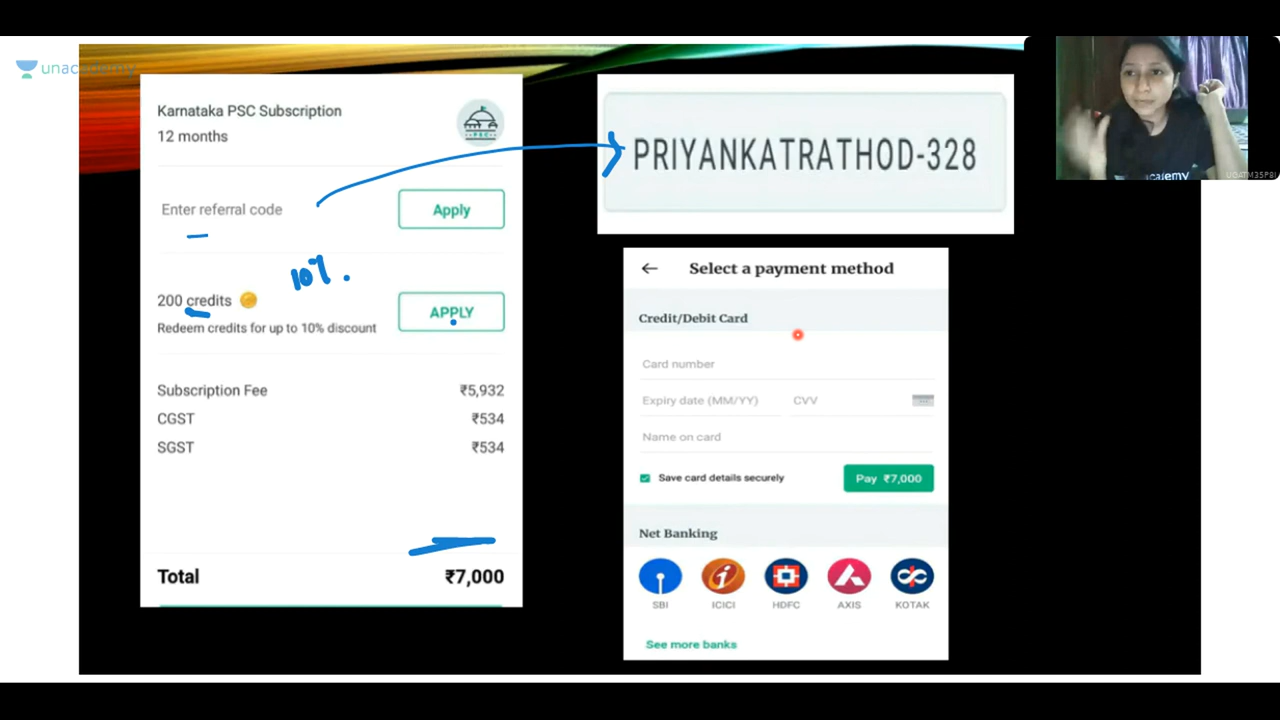 unacademy
Karnataka PSC Subscription
12 months
PSC
Enter referral code
Apply
10%.
200 credits
Redeem credits for up to 10% discount
APPLY
Subscription Fee ₹5,932
CGST ₹534
SGST ₹534
Total ₹7,000
PRIYANKATRATHOD-328
Select a payment method
Credit/Debit Card
Card number
Expiry date (MM/YY) CVV
Name on card
Save card details securely
Pay ₹7,000
Net Banking
SBI ICICI HDFC AXIS KOTAK
See more banks